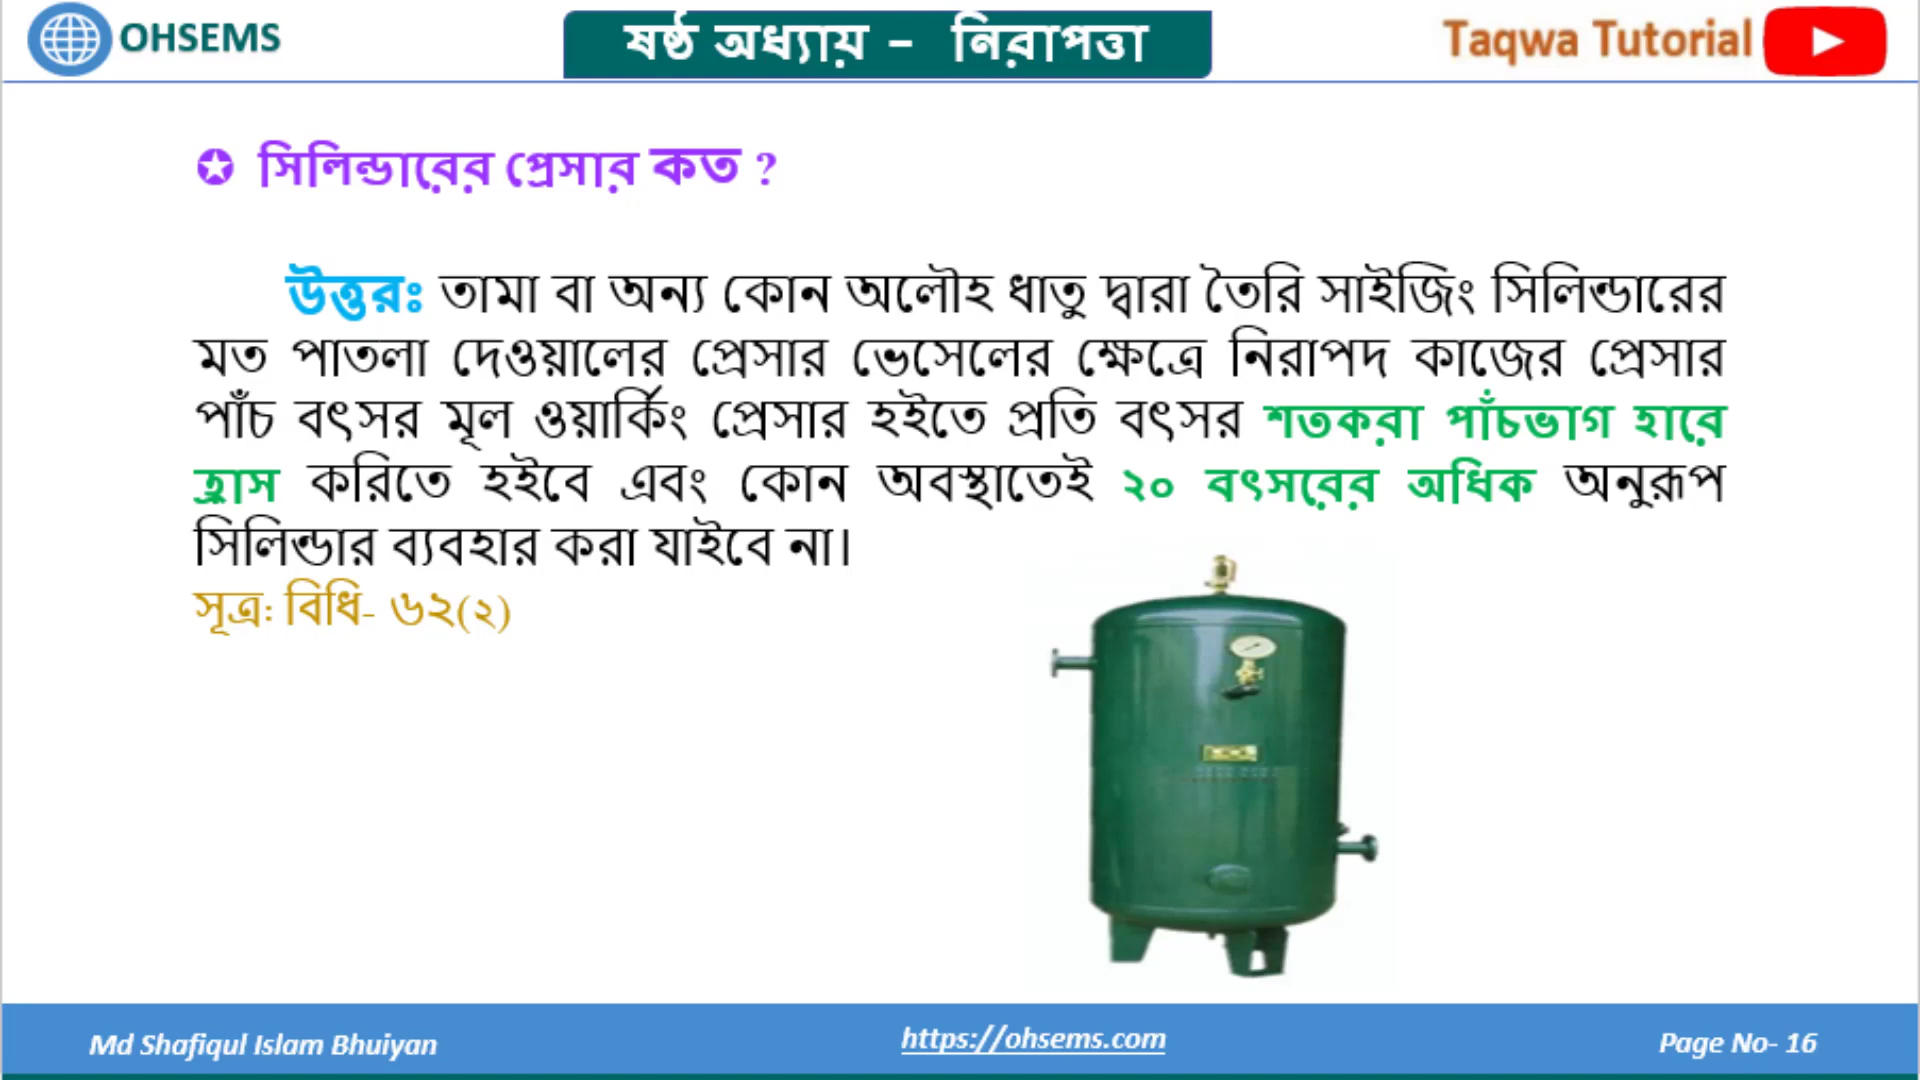 OHSEMS
ষষ্ঠ অধ্যায় – নিরাপত্তা
Taqwa Tutorial
সিলিন্ডারের প্রেসার কত ?
উত্তরঃ তামা বা অন্য কোন অলৌহ ধাতু দ্বারা তৈরি সাইজিং সিলিন্ডারের
মত পাতলা দেওয়ালের প্রেসার ভেসেলের ক্ষেত্রে নিরাপদ কাজের প্রেসার
পাঁচ বৎসর মূল ওয়ার্কিং প্রেসার হইতে প্রতি বৎসর শতকরা পাঁচভাগ হারে
হ্রাস করিতে হইবে এবং কোন অবস্থাতেই ২০ বৎসরের অধিক অনুরূপ
সিলিন্ডার ব্যবহার করা যাইবে না।
সূত্রঃ বিধি- ৬২(২)
Md Shafiqul Islam Bhuiyan
https://ohsems.com
Page No- 16